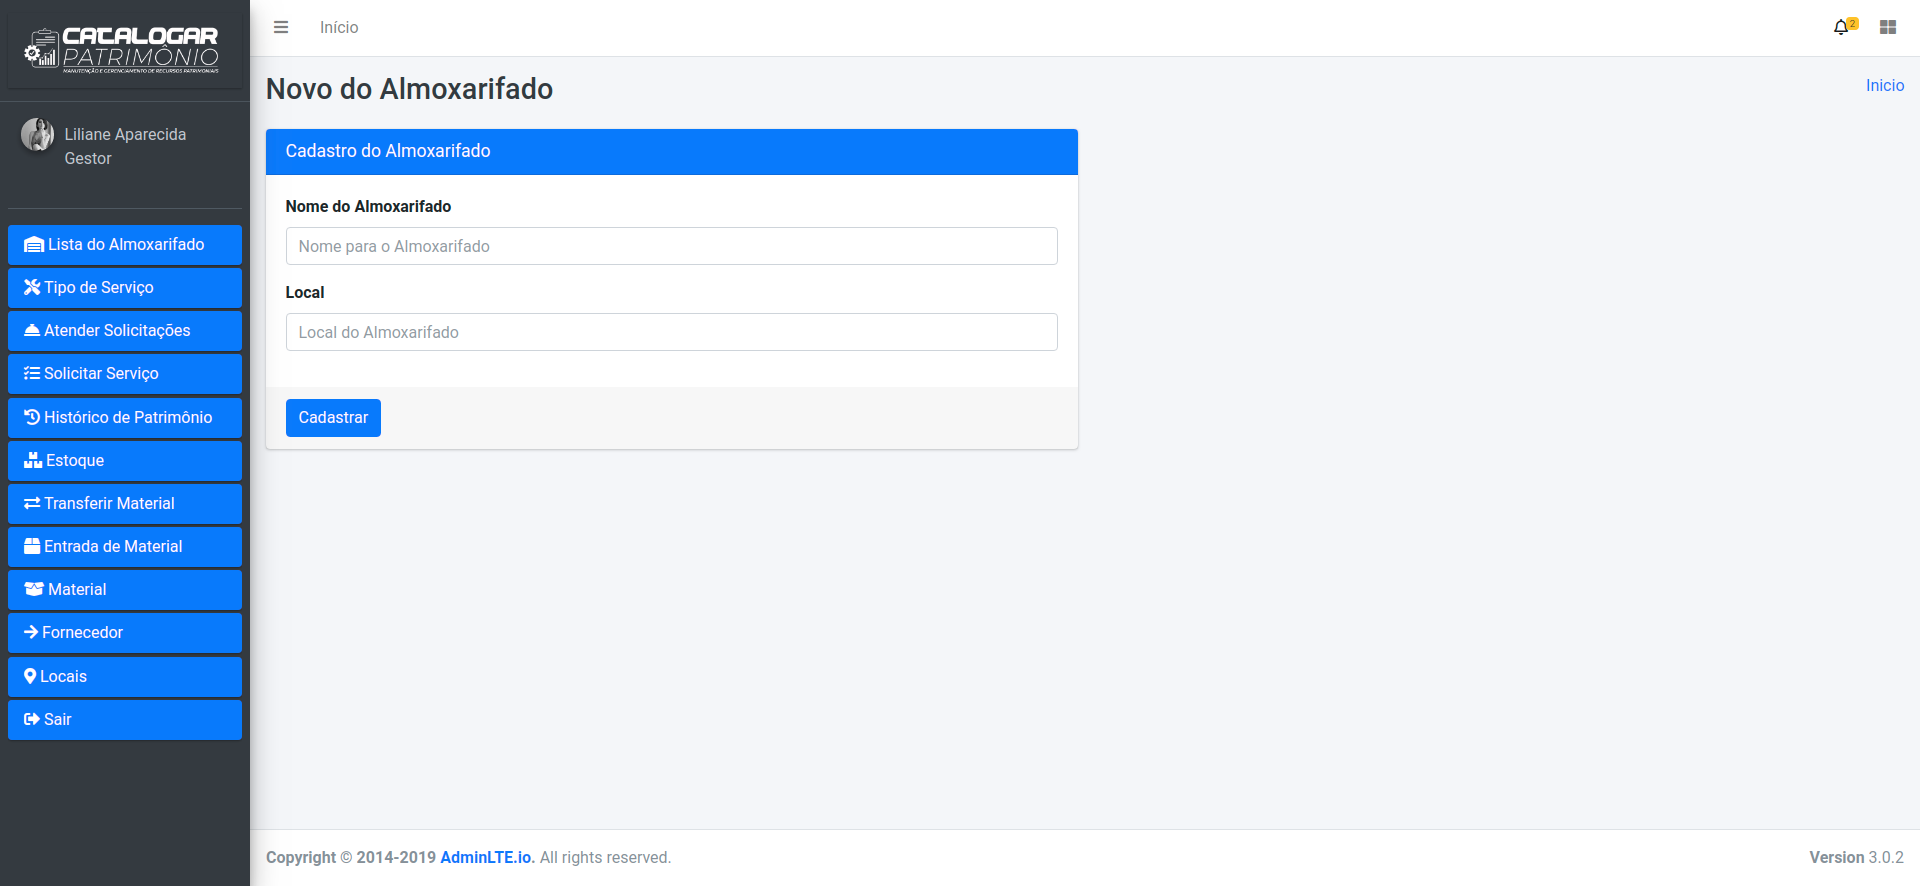 CATALOGAR
PATRIMÔNIO
MANUTENÇÃO E GERENCIAMENTO DE RECURSOS PATRIMONIAIS
Liliane Aparecida
Gestor
Lista do Almoxarifado
Tipo de Serviço
Atender Solicitações
Solicitar Serviço
Histórico de Patrimônio
Estoque
Transferir Material
Entrada de Material
Material
Fornecedor
Locais
Sair
Início
2
Novo do Almoxarifado
Inicio
Cadastro do Almoxarifado
Nome do Almoxarifado
Nome para o Almoxarifado
Local
Local do Almoxarifado
Cadastrar
Copyright © 2014-2019 AdminLTE.io. All rights reserved.
Version 3.0.2